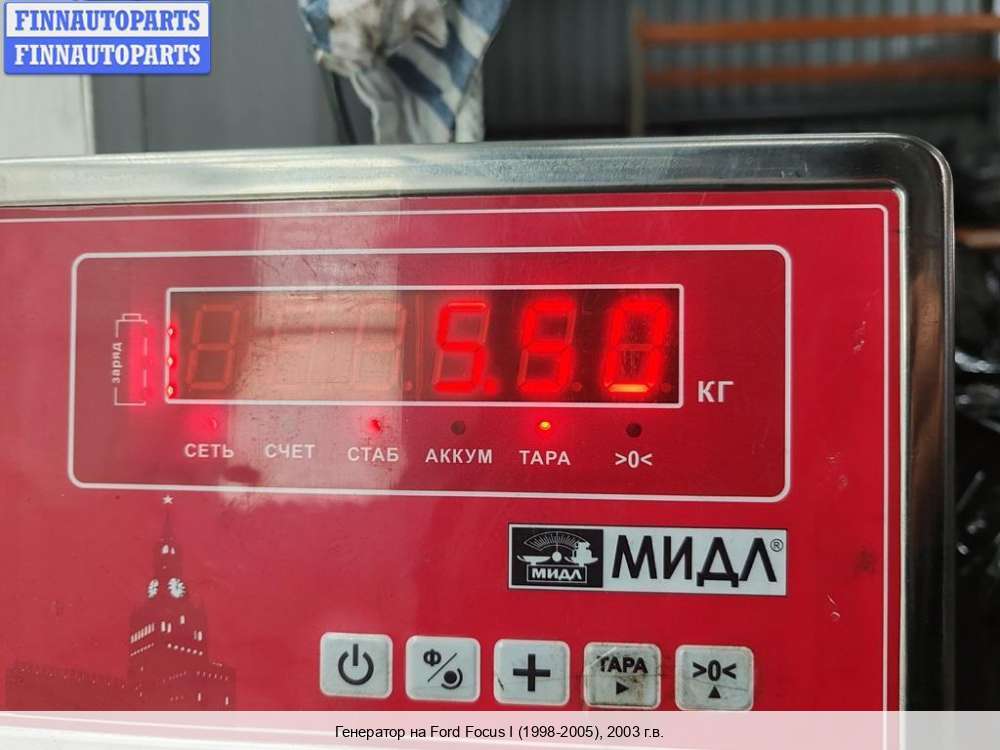 FINNAUTOPARTS
FINNAUTOPARTS
заряд
5.50
КГ
СЕТЬ СЧЕТ СТАБ АККУМ ТАРА >0<
МИДЛ МИДЛ®
Ф
ТАРА >0<
Генератор на Ford Focus I (1998-2005), 2003 г.в.